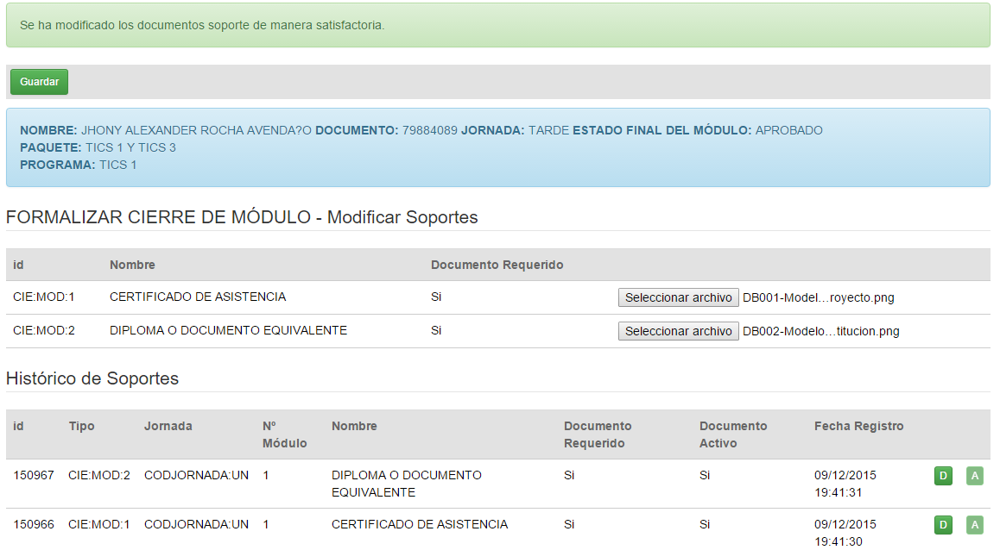 Se ha modificado los documentos soporte de manera satisfactoria.
Guardar
NOMBRE: JHONY ALEXANDER ROCHA AVENDA?O DOCUMENTO: 79884089 JORNADA: TARDE ESTADO FINAL DEL MÓDULO: APROBADO
PAQUETE: TICS 1 Y TICS 3
PROGRAMA: TICS 1
FORMALIZAR CIERRE DE MÓDULO - Modificar Soportes
id Nombre Documento Requerido
CIE:MOD:1 CERTIFICADO DE ASISTENCIA Si Seleccionar archivo DB001-Model...royecto.png
CIE:MOD:2 DIPLOMA O DOCUMENTO EQUIVALENTE Si Seleccionar archivo DB002-Modelo...titucion.png
Histórico de Soportes
id Tipo Jornada Nº Nombre Documento Documento Fecha Registro
Módulo Requerido Activo
150967 CIE:MOD:2 CODJORNADA:UN 1 DIPLOMA O DOCUMENTO Si Si 09/12/2015 D A
EQUIVALENTE 19:41:31
150966 CIE:MOD:1 CODJORNADA:UN 1 CERTIFICADO DE ASISTENCIA Si Si 09/12/2015 D A
19:41:30